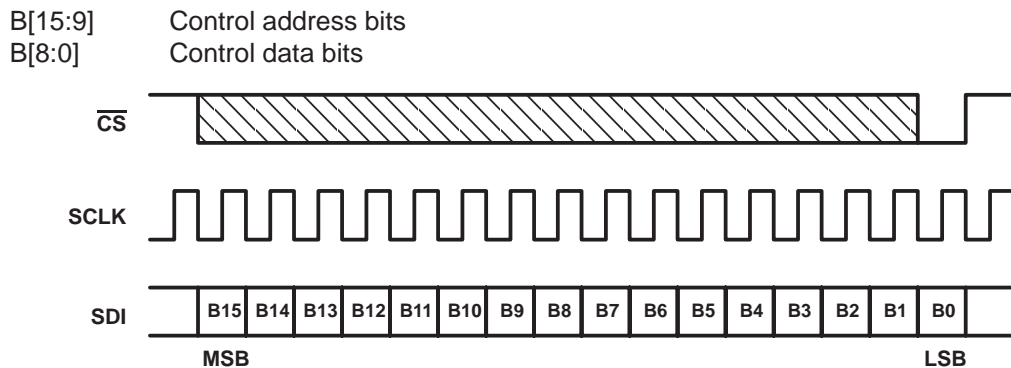 B[15:9] Control address bits
B[8:0] Control data bits
CS
SCLK
SDI B15 B14 B13 B12 B11 B10 B9 B8 B7 B6 B5 B4 B3 B2 B1 B0
MSB LSB